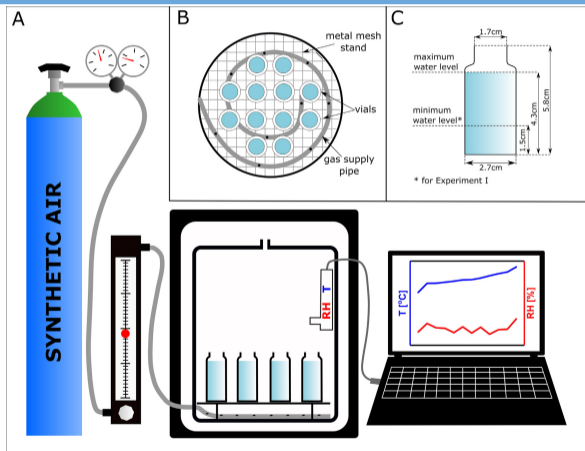 A
SYNTHETIC AIR
B
metal mesh
stand
vials
gas supply
pipe
C
1.7cm
maximum
water level
minimum
water level*
1.5cm
4.3cm
5.8cm
2.7cm
* for Experiment I
RH T
T [°C]
RH [%]